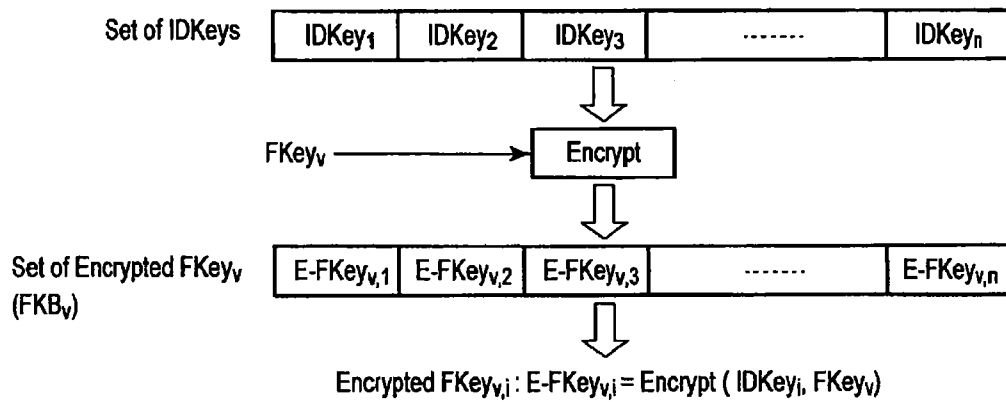 Set of IDKeys IDKey₁ IDKey₂ IDKey₃ -------- IDKeyₙ
FKeyᵥ Encrypt
Set of Encrypted FKeyᵥ E-FKeyᵥ,₁ E-FKeyᵥ,₂ E-FKeyᵥ,₃ -------- E-FKeyᵥ,ₙ
(FKBᵥ)
Encrypted FKeyᵥ,ᵢ : E-FKeyᵥ,ᵢ = Encrypt ( IDKeyᵢ, FKeyᵥ)